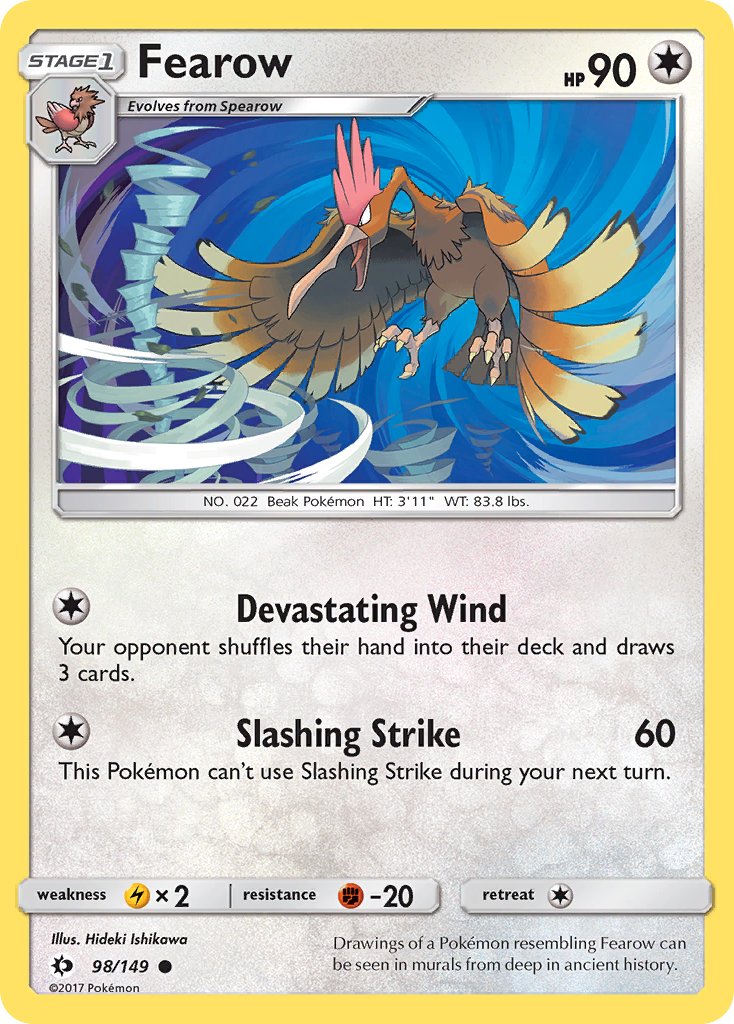 STAGE1
Fearow
HP 90
Evolves from Spearow
NO. 022 Beak Pokémon HT: 3'11" WT: 83.8 lbs.
Devastating Wind
Your opponent shuffles their hand into their deck and draws
3 cards.
Slashing Strike 60
This Pokémon can't use Slashing Strike during your next turn.
weakness × 2 resistance -20 retreat
Illus. Hideki Ishikawa
98/149
©2017 Pokémon
Drawings of a Pokémon resembling Fearow can
be seen in murals from deep in ancient history.